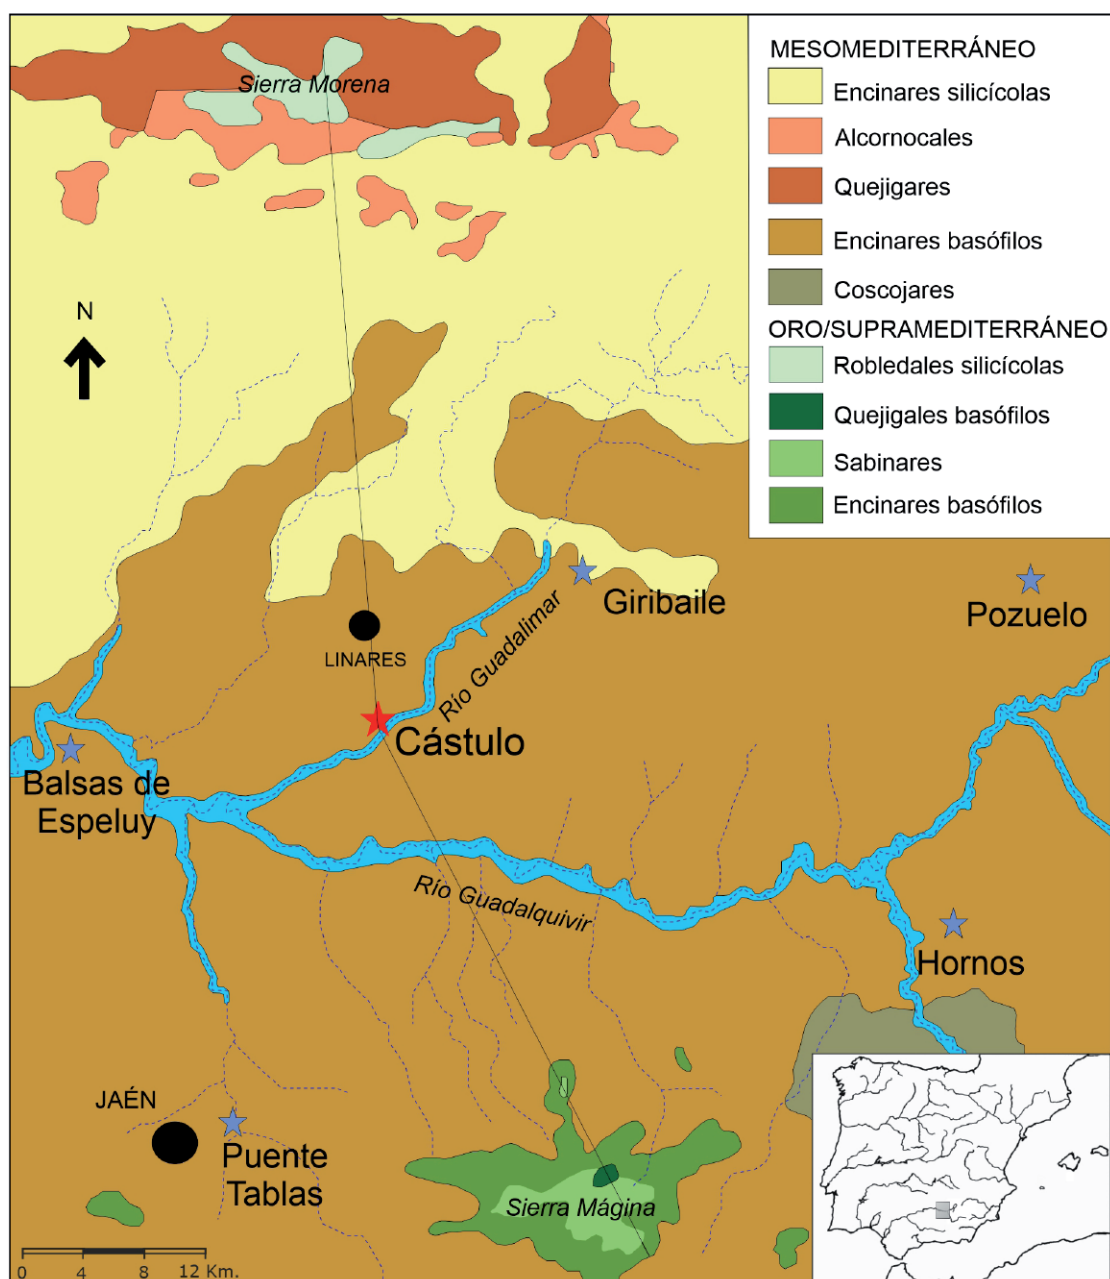 MESOMEDITERRÁNEO
Encinares silicícolas
Alcornocales
Quejigares
Encinares basófilos
Coscojares
ORO/SUPRAMEDITERRÁNEO
Robledales silicícolas
Quejigales basófilos
Sabinares
Encinares basófilos
Sierra Morena
N
Giribaile
Pozuelo
LINARES
Río Guadalimar
Cástulo
Balsas de
Espeluy
Río Guadalquivir
Hornos
JAÉN
Puente
Tablas
Sierra Mágina
0 4 8 12 Km.